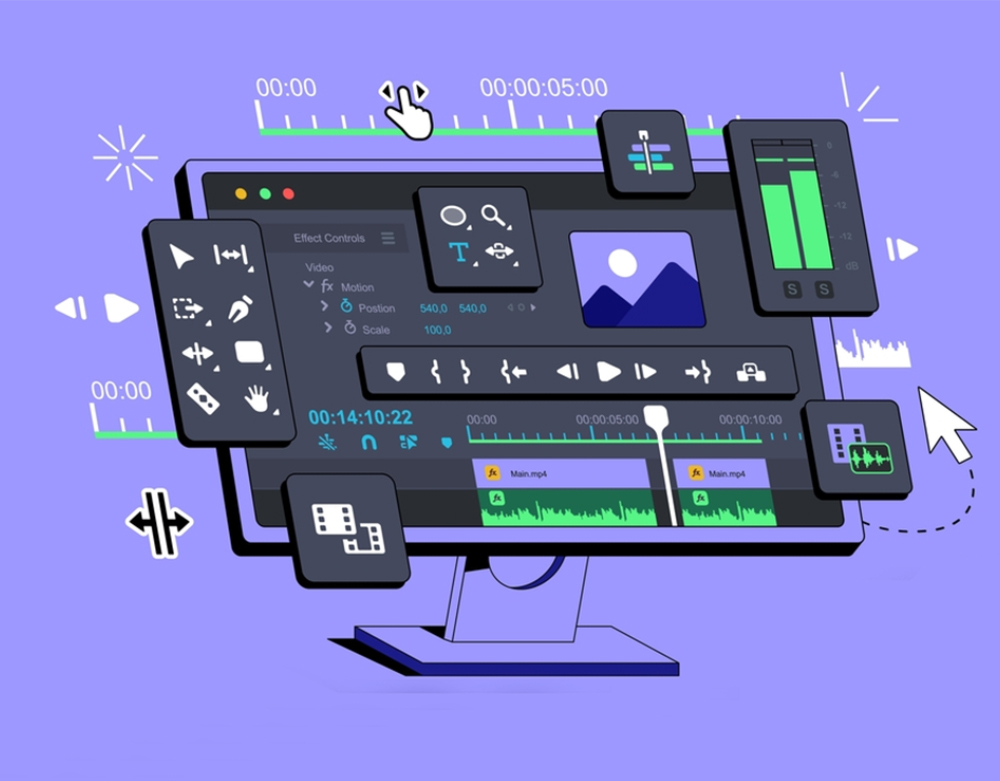 00:00
00:00:05:00
0
-6
-12
-12
dB
S S
Effect Controls
T
Video
fx Motion
Postion 540,0 540,0
Scale 100,0
00:00
00:14:10:22
00:00 00:00:05:00 00:00:10:00
fx Main.mp4
fx Main.mp4
fx
fx